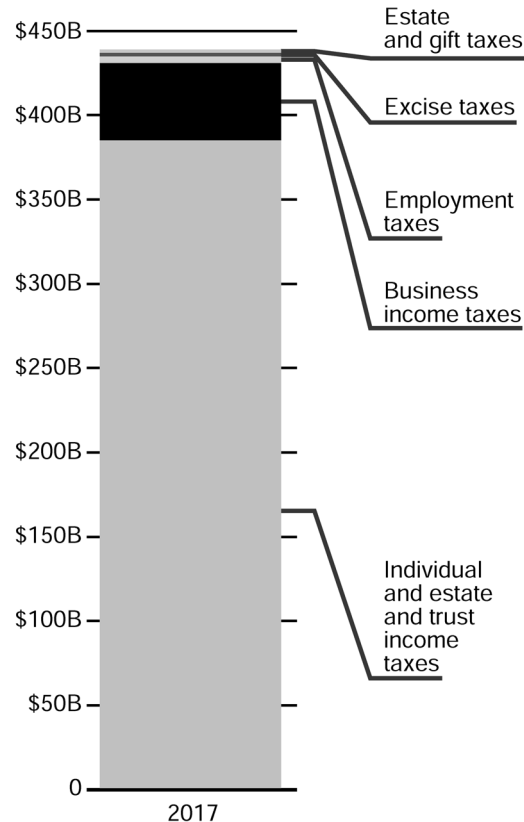 $450B
$400B
$350B
$300B
$250B
$200B
$150B
$100B
$50B
0
2017
Estate
and gift taxes
Excise taxes
Employment
taxes
Business
income taxes
Individual
and estate
and trust
income
taxes